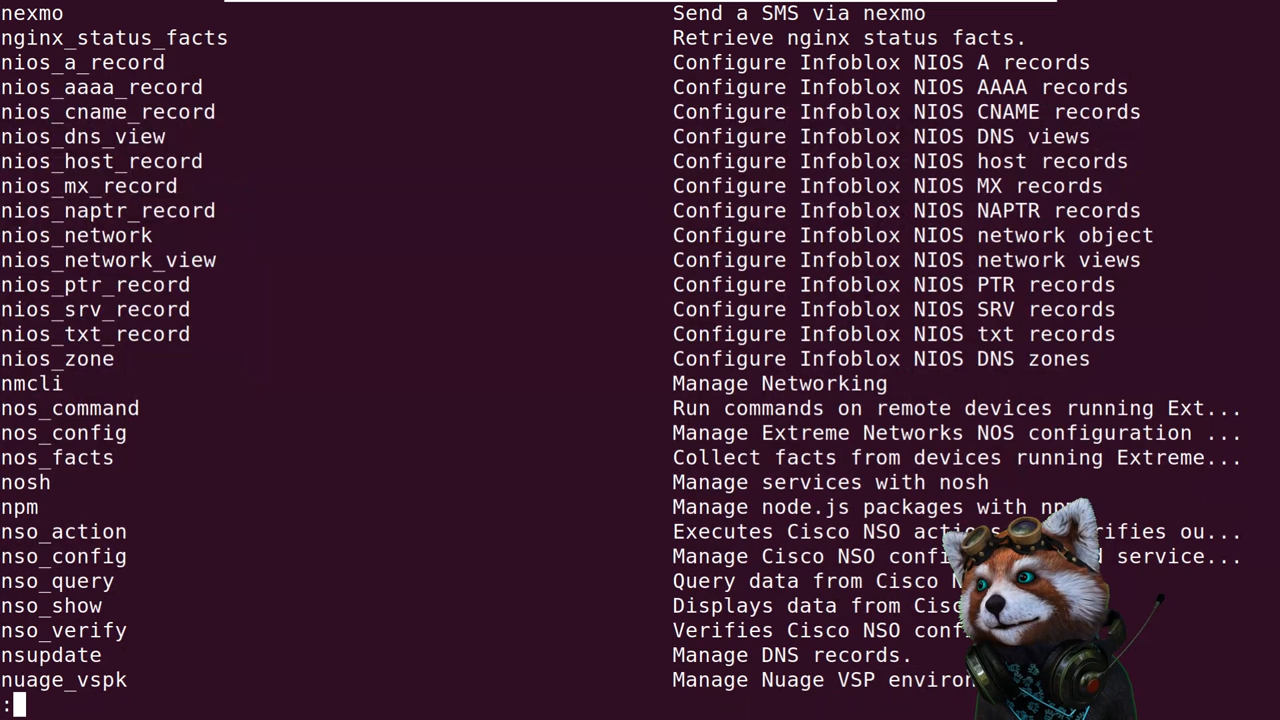 nexmo Send a SMS via nexmo
nginx_status_facts Retrieve nginx status facts.
nios_a_record Configure Infoblox NIOS A records
nios_aaaa_record Configure Infoblox NIOS AAAA records
nios_cname_record Configure Infoblox NIOS CNAME records
nios_dns_view Configure Infoblox NIOS DNS views
nios_host_record Configure Infoblox NIOS host records
nios_mx_record Configure Infoblox NIOS MX records
nios_naptr_record Configure Infoblox NIOS NAPTR records
nios_network Configure Infoblox NIOS network object
nios_network_view Configure Infoblox NIOS network views
nios_ptr_record Configure Infoblox NIOS PTR records
nios_srv_record Configure Infoblox NIOS SRV records
nios_txt_record Configure Infoblox NIOS txt records
nios_zone Configure Infoblox NIOS DNS zones
nmcli Manage Networking
nos_command Run commands on remote devices running Ext...
nos_config Manage Extreme Networks NOS configuration ...
nos_facts Collect facts from devices running Extreme...
nosh Manage services with nosh
npm Manage node.js packages with
nso_action Executes Cisco NSO ou...
nso_config Manage Cisco NSO service...
nso_query Query data from Cisco
nso_show Displays data from
nso_verify Verifies Cisco NSO
nsupdate Manage DNS records.
nuage_vspk Manage Nuage VSP
: